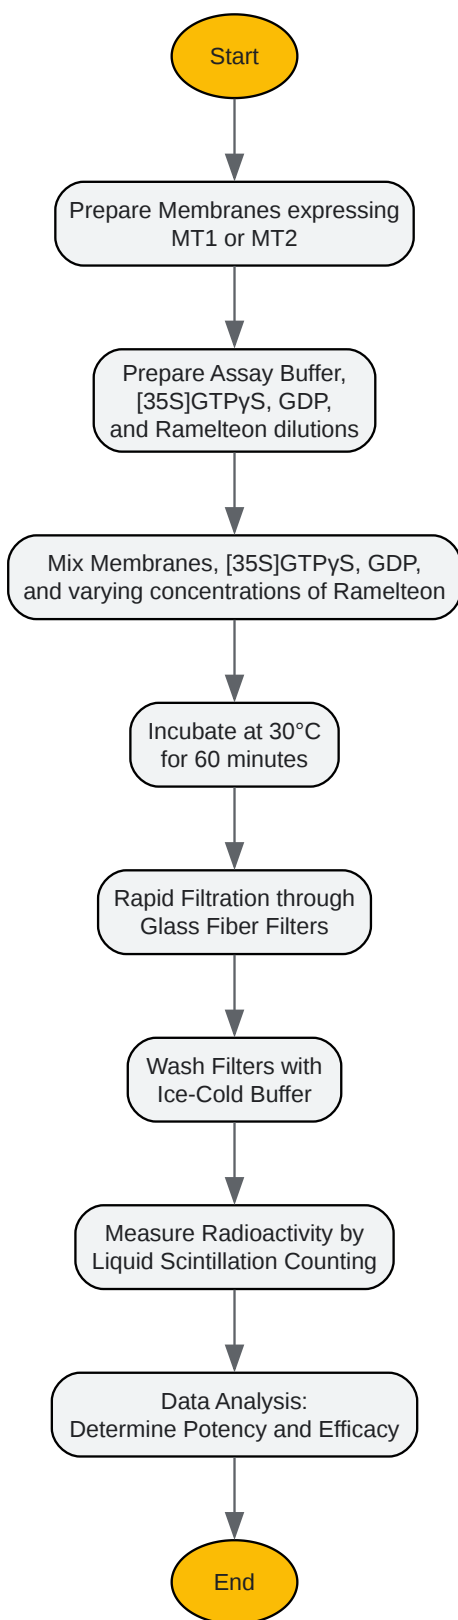 Start
Prepare Membranes expressing
MT1 or MT2
Prepare Assay Buffer,
[35S]GTPγS, GDP,
and Ramelteon dilutions
Mix Membranes, [35S]GTPγS, GDP,
and varying concentrations of Ramelteon
Incubate at 30°C
for 60 minutes
Rapid Filtration through
Glass Fiber Filters
Wash Filters with
Ice-Cold Buffer
Measure Radioactivity by
Liquid Scintillation Counting
Data Analysis:
Determine Potency and Efficacy
End